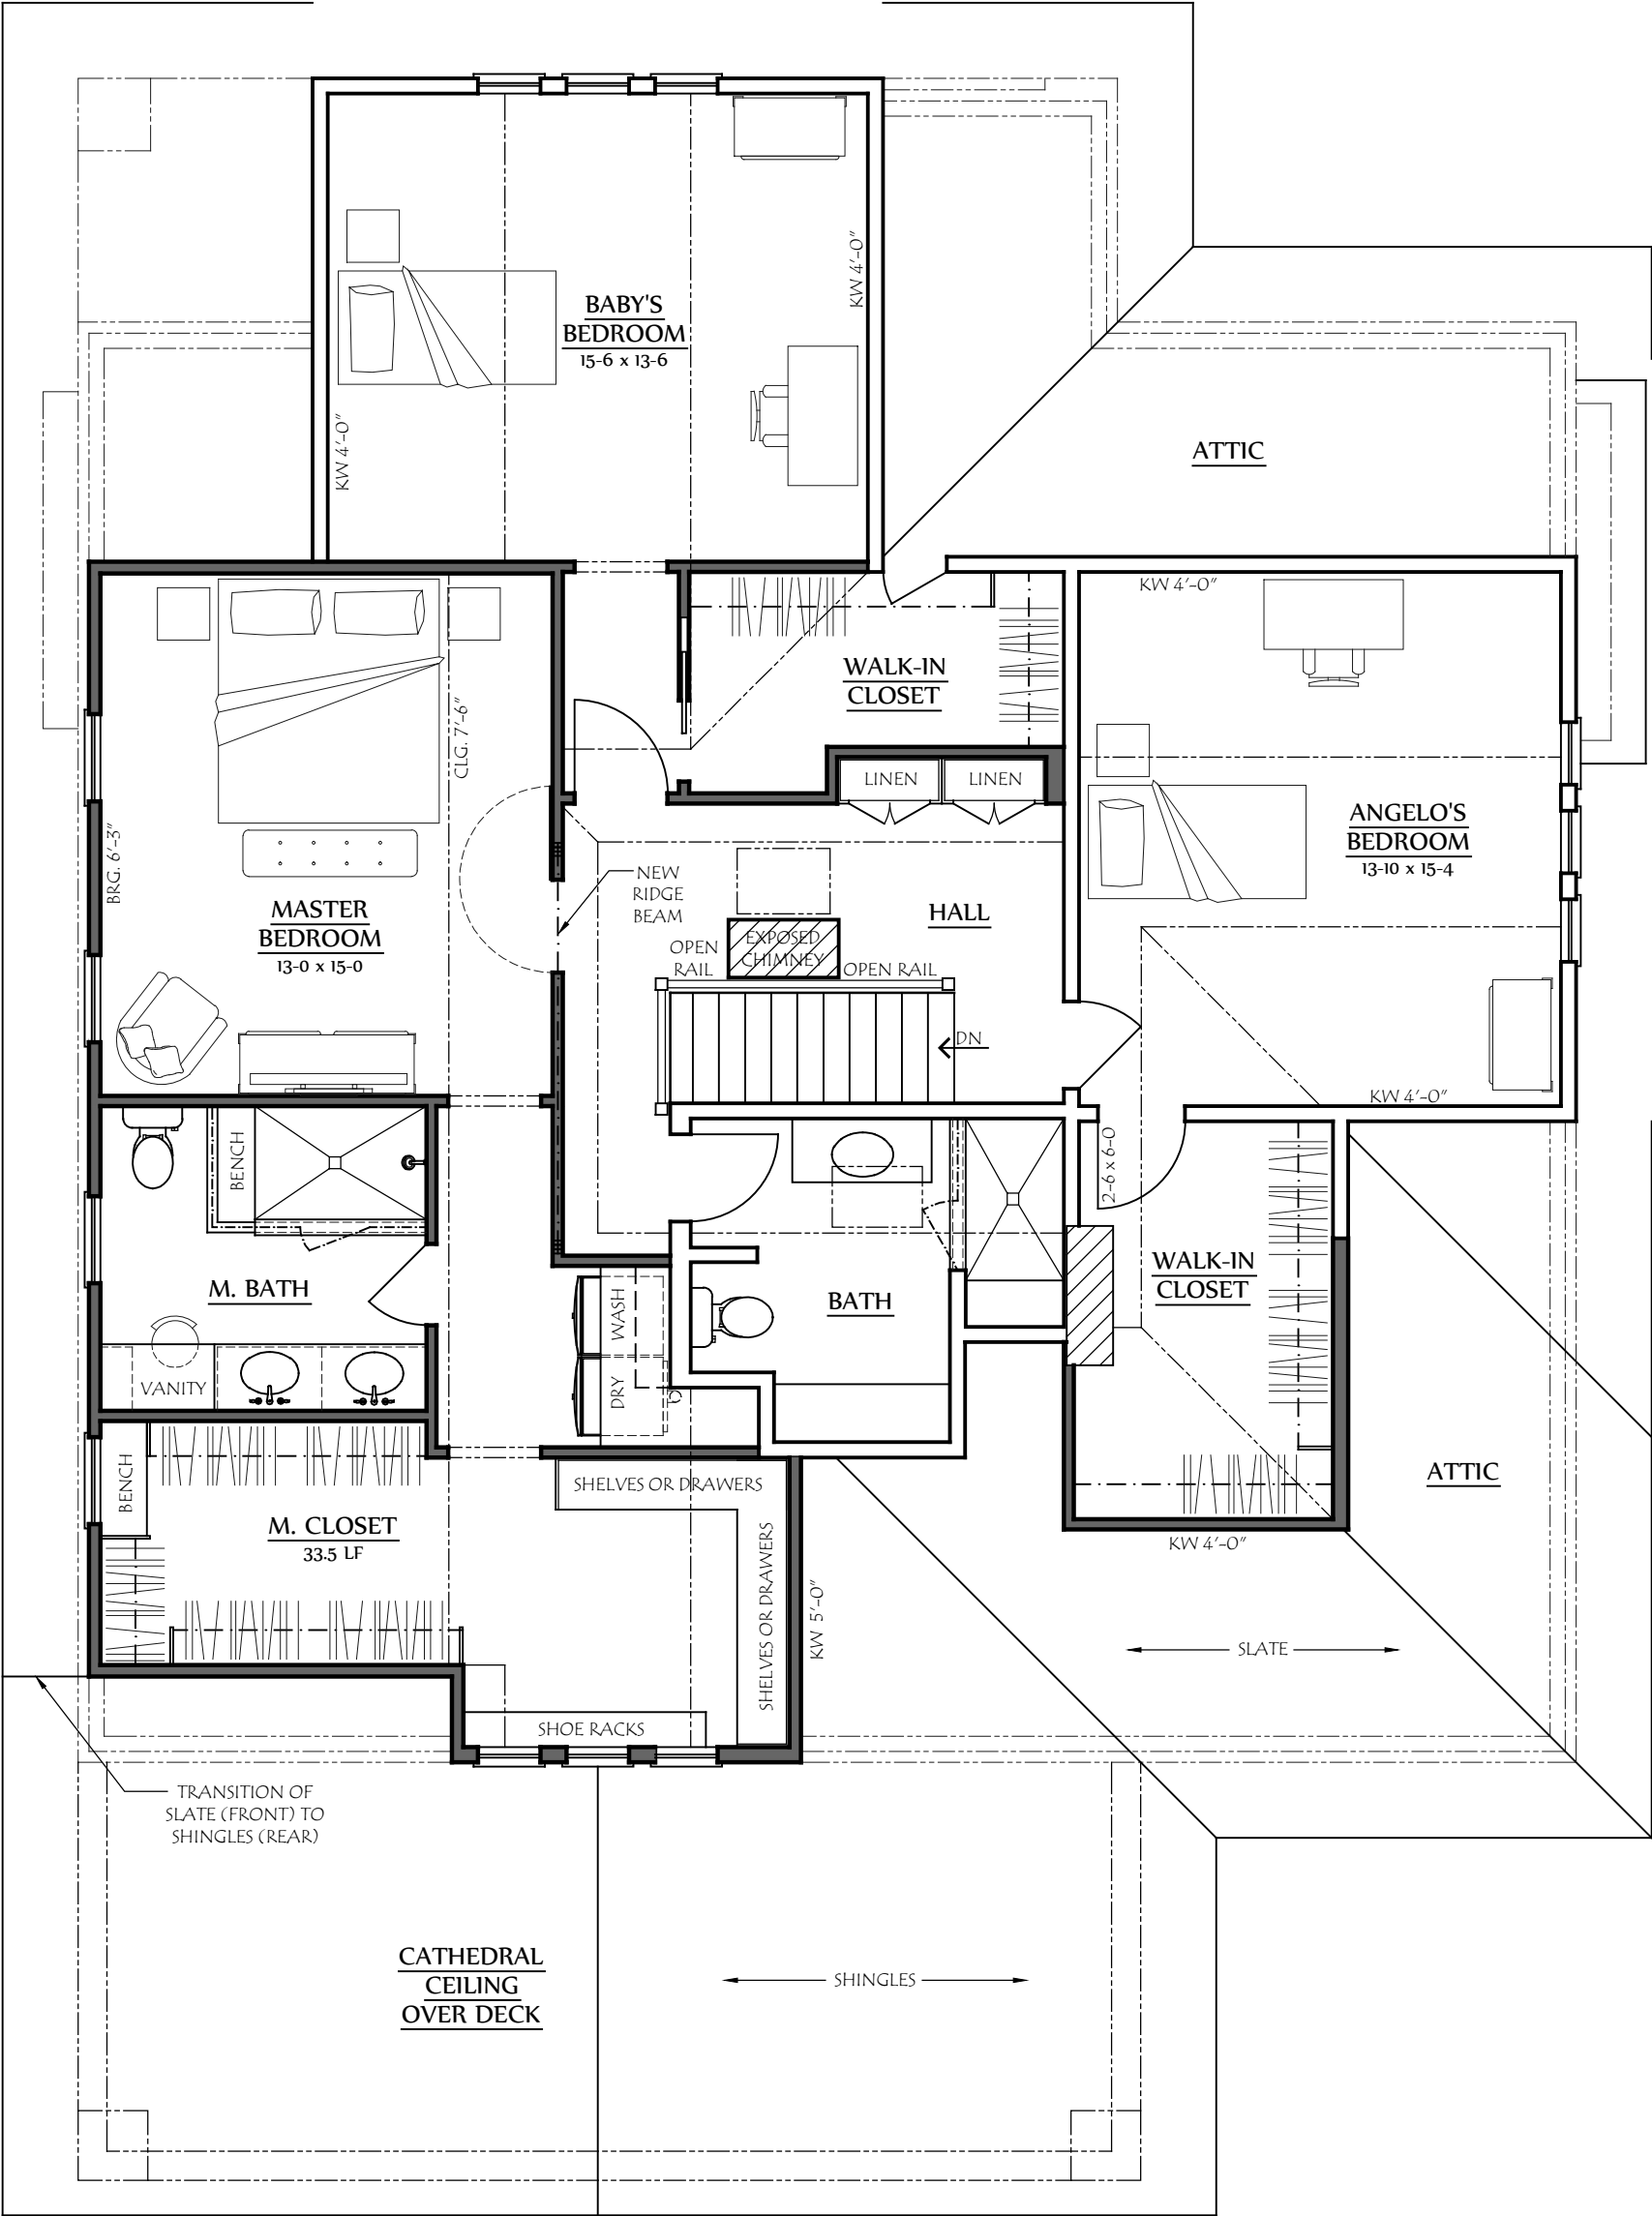 BABY'S
BEDROOM
15-6 x 13-6
KW 4'-0"
KW 4'-0"
ATTIC
KW 4'-0"
WALK-IN
CLOSET
CLG. 7'-6"
LINEN
LINEN
ANGELO'S
BEDROOM
13-10 x 15-4
BRG. 6'-3"
MASTER
BEDROOM
13-0 x 15-0
NEW
RIDGE
BEAM
HALL
OPEN
RAIL
EXPOSED
CHIMNEY
OPEN RAIL
DN
KW 4'-0"
BENCH
2-6 x 6-0
M. BATH
WASH
BATH
WALK-IN
CLOSET
VANITY
DRY
BENCH
SHELVES OR DRAWERS
ATTIC
M. CLOSET
33.5 LF
SHELVES OR DRAWERS
KW 4'-0"
KW 5'-0"
SLATE
SHOE RACKS
TRANSITION OF
SLATE (FRONT) TO
SHINGLES (REAR)
CATHEDRAL
CEILING
OVER DECK
SHINGLES